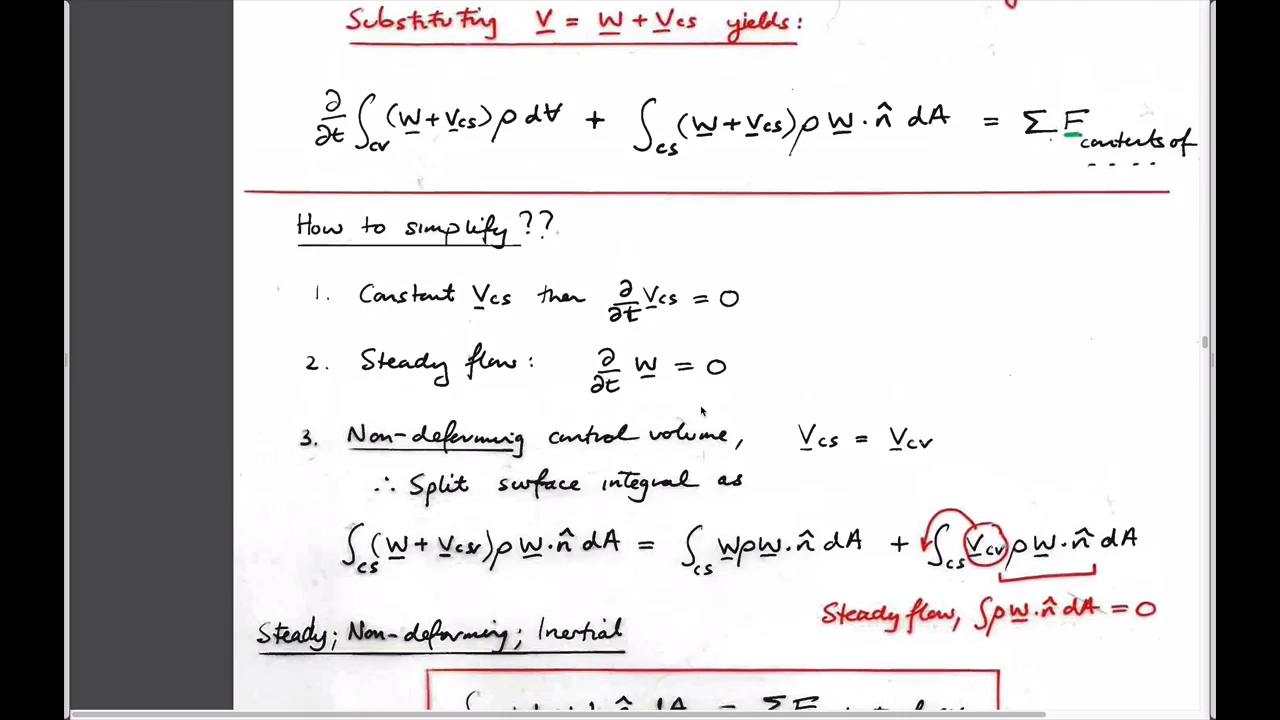 Substituting V = W + Vcs yields:
∂/∂t ∫cv (W + Vcs) ρ dV + ∫cs (W + Vcs) ρ W · n̂ dA = Σ F contents of ....
How to simplify ??
1. Constant Vcs then ∂/∂t Vcs = 0
2. Steady flow: ∂/∂t W = 0
3. Non-deforming control volume, Vcs = Vcv
∴ Split surface integral as
∫cs (W + Vcs) ρ W · n̂ dA = ∫cs W ρ W · n̂ dA + ∫cs Vcv ρ W · n̂ dA
Steady flow, ∫ρ W · n̂ dA = 0
Steady; Non-deforming; Inertial